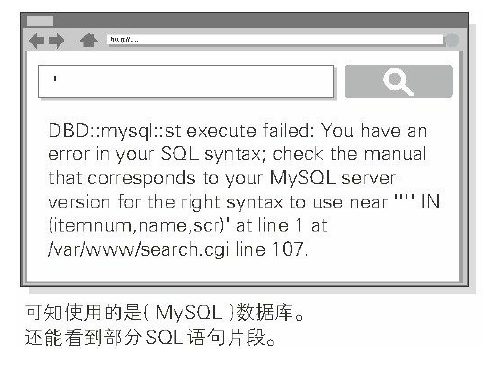 '
DBD::mysql::st execute failed: You have an
error in your SQL syntax; check the manual
that corresponds to your MySQL server
version for the right syntax to use near '''' IN
(itemnum,name,scr)' at line 1 at
/var/www/search.cgi line 107.
可知使用的是( MySQL )数据库。
还能看到部分SQL语句片段。